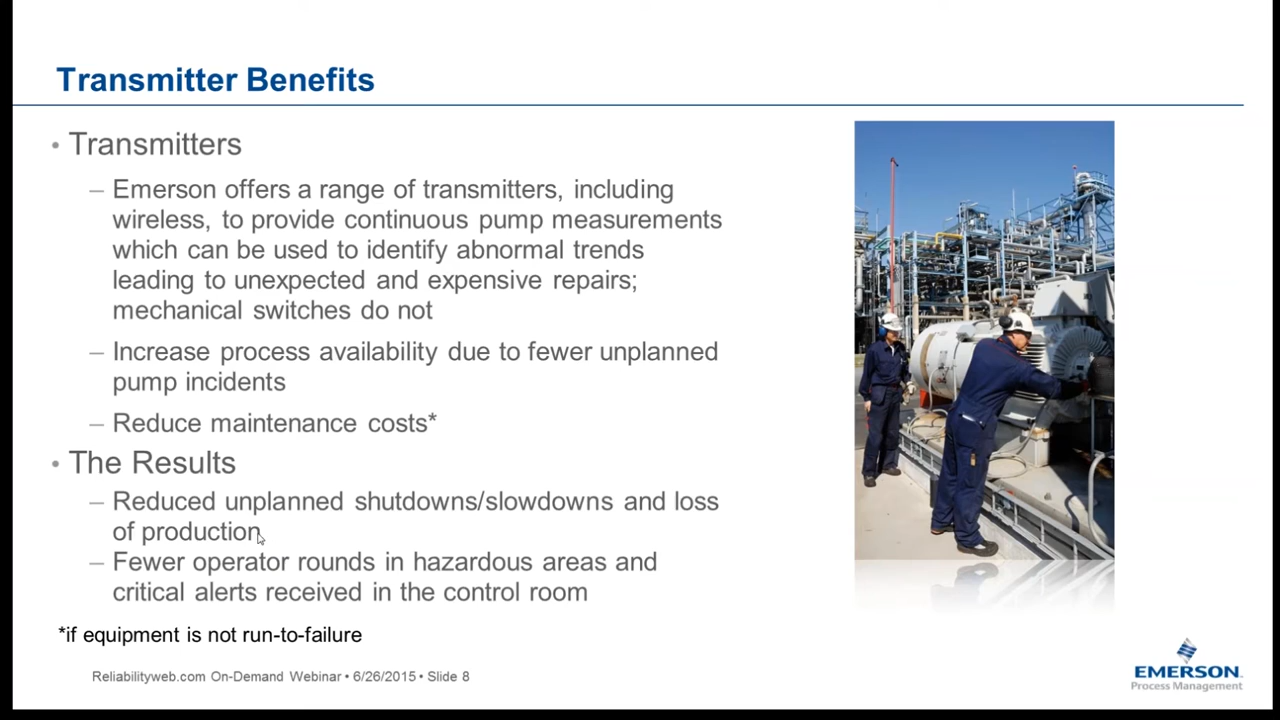 Transmitter Benefits
• Transmitters
– Emerson offers a range of transmitters, including
wireless, to provide continuous pump measurements
which can be used to identify abnormal trends
leading to unexpected and expensive repairs;
mechanical switches do not
– Increase process availability due to fewer unplanned
pump incidents
– Reduce maintenance costs*
• The Results
– Reduced unplanned shutdowns/slowdowns and loss
of production
– Fewer operator rounds in hazardous areas and
critical alerts received in the control room
*if equipment is not run-to-failure
Reliabilityweb.com On-Demand Webinar • 6/26/2015 • Slide 8
EMERSON.
Process Management